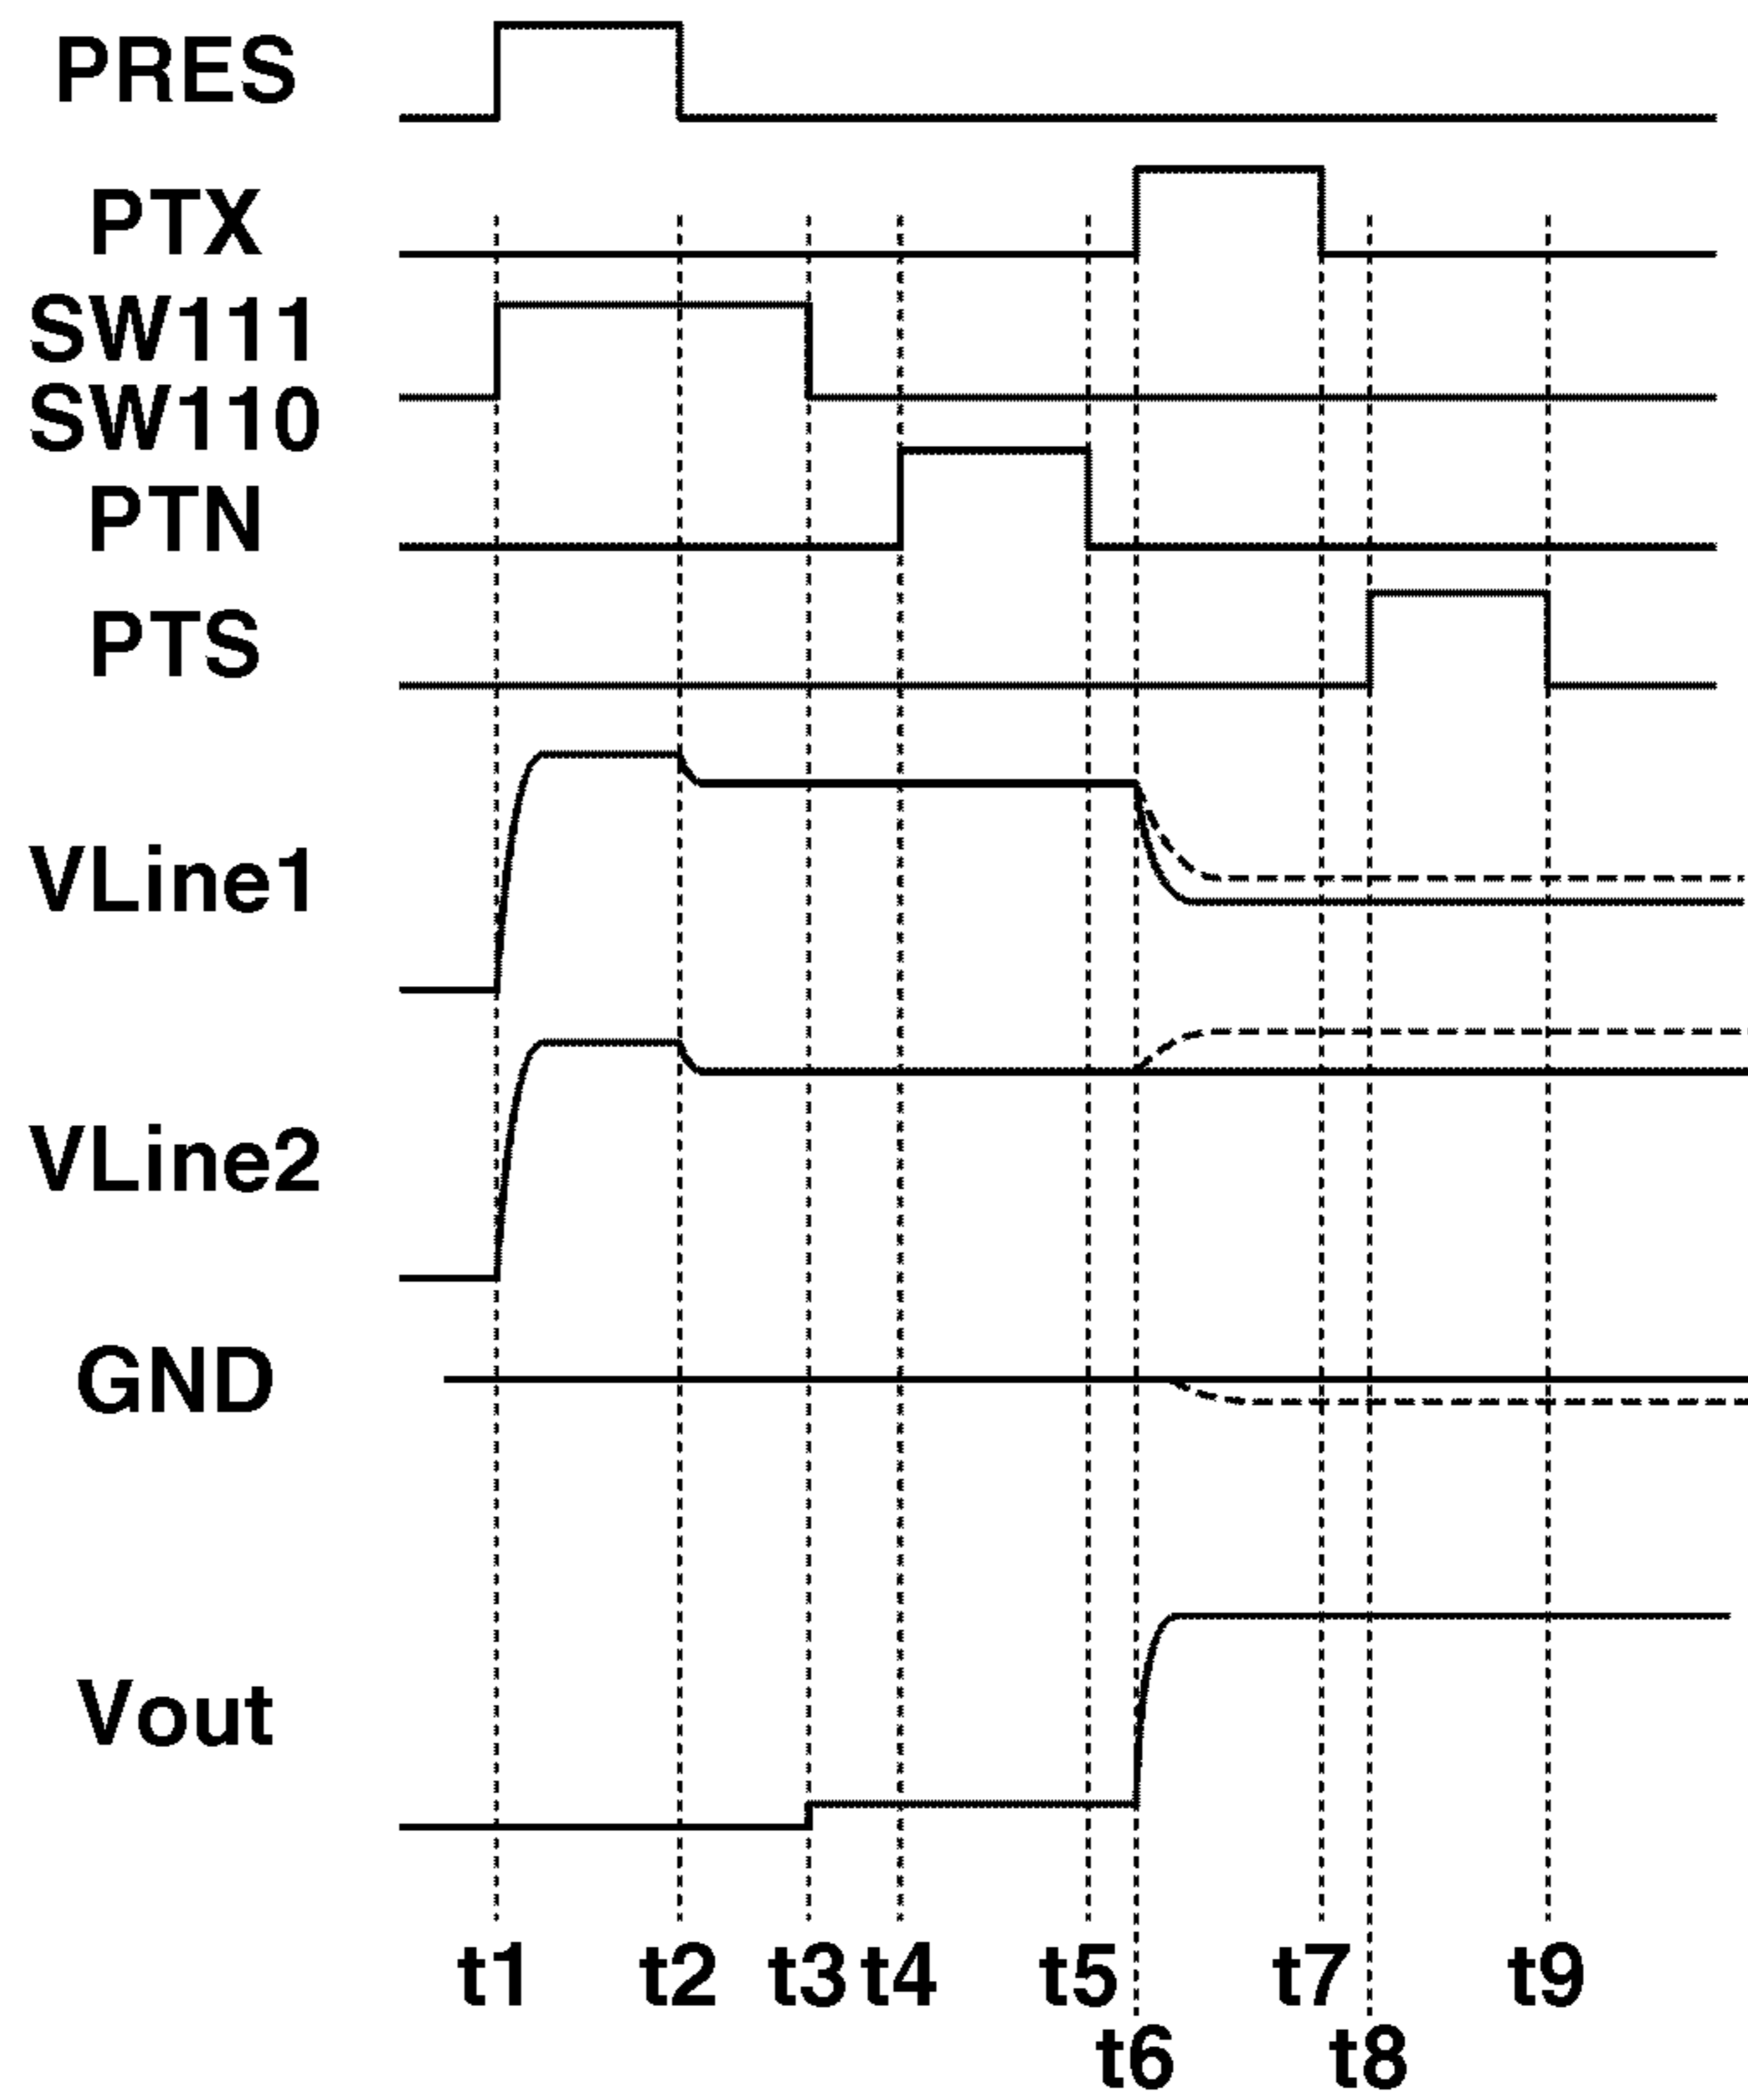 PRES
PTX
SW111
SW110
PTN
PTS
VLine1
VLine2
GND
Vout
t1 t2 t3 t4 t5 t7 t9
t6 t8